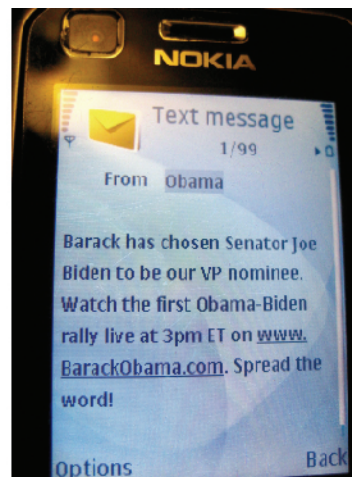 NOKIA
Text message
1/99
From Obama
Barack has chosen Senator Joe
Biden to be our VP nominee.
Watch the first Obama-Biden
rally live at 3pm ET on www.
BarackObama.com. Spread the
word!
Options Back